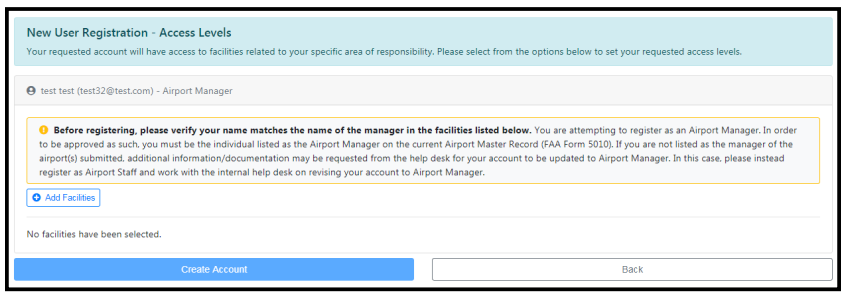 New User Registration - Access Levels
Your requested account will have access to facilities related to your specific area of responsibility. Please select from the options below to set your requested access levels.
test test (test32@test.com) - Airport Manager
Before registering, please verify your name matches the name of the manager in the facilities listed below. You are attempting to register as an Airport Manager. In order
to be approved as such, you must be the individual listed as the Airport Manager on the current Airport Master Record (FAA Form 5010). If you are not listed as the manager of the
airport(s) submitted, additional information/documentation may be requested from the help desk for your account to be updated to Airport Manager. In this case, please instead
register as Airport Staff and work with the internal help desk on revising your account to Airport Manager.
Add Facilities
No facilities have been selected.
Create Account
Back